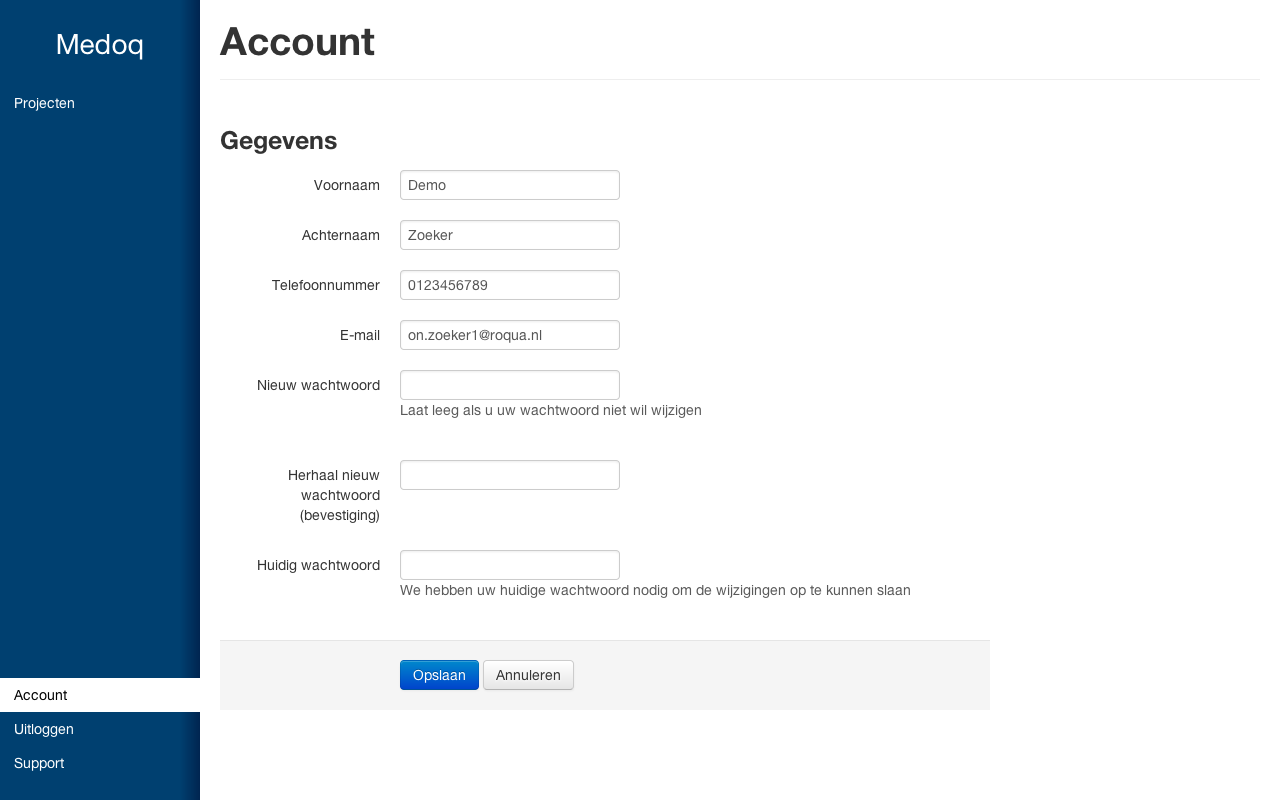 Medoq
Projecten
Account
Uitloggen
Support
Account
Gegevens
Voornaam
Demo
Achternaam
Zoeker
Telefoonnummer
0123456789
E-mail
on.zoeker1@roqua.nl
Nieuw wachtwoord
Laat leeg als u uw wachtwoord niet wil wijzigen
Herhaal nieuw
wachtwoord
(bevestiging)
Huidig wachtwoord
We hebben uw huidige wachtwoord nodig om de wijzigingen op te kunnen slaan
Opslaan
Annuleren